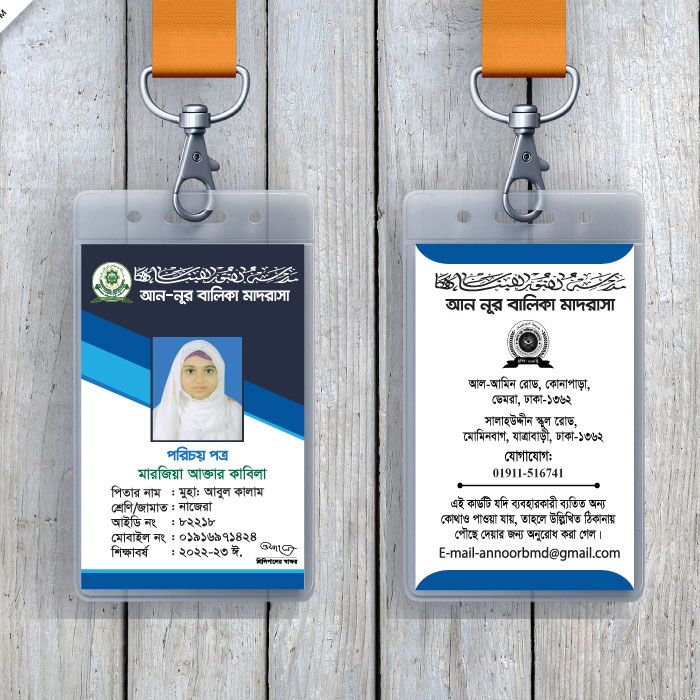 আন-নূর বালিকা মাদরাসা
পরিচয় পত্র
মারজিয়া আক্তার কাবিলা
পিতার নাম : মুহা: আবুল কালাম
শ্রেণি/জামাত : নাজেরা
আইডি নং : ৮২২১৮
মোবাইল নং : ০১৯১৬৯৭১৪২৪
শিক্ষাবর্ষ : ২০২২-২৩ ঈ.
প্রিন্সিপালের স্বাক্ষর
আন নূর বালিকা মাদরাসা
আল-আমিন রোড, কোনাপাড়া,
ডেমরা, ঢাকা-১৩৬২
সালাহউদ্দীন স্কুল রোড,
মোমিনবাগ, যাত্রাবাড়ী, ঢাকা-১৩৬২
যোগাযোগ:
01911-516741
এই কার্ডটি যদি ব্যবহারকারী ব্যতিত অন্য
কোথাও পাওয়া যায়, তাহলে উল্লিখিত ঠিকানায়
পৌছে দেয়ার জন্য অনুরোধ করা গেল।
E-mail-annoorbmd@gmail.com